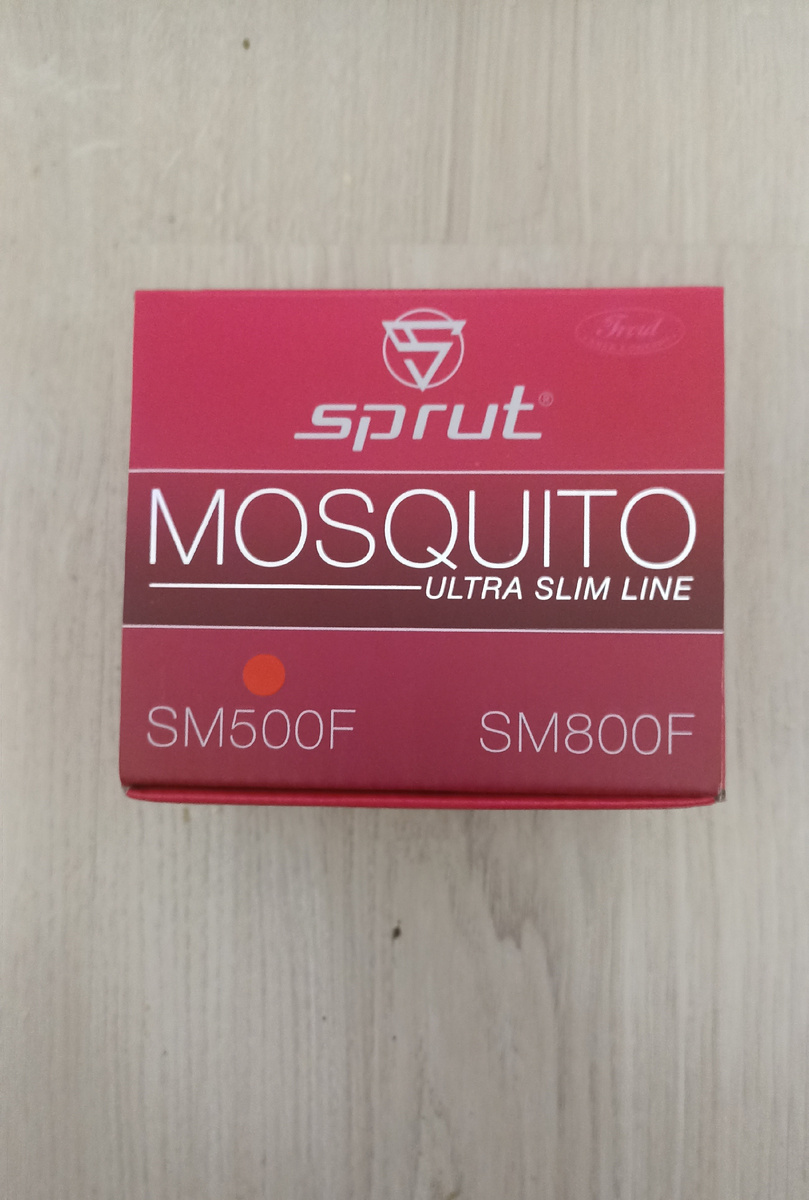 sprut®
MOSQUITO
ULTRA SLIM LINE
SM500F SM800F